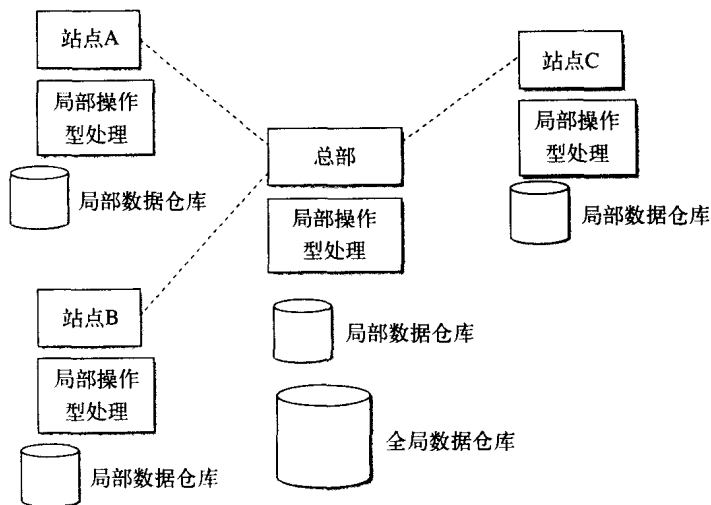 站点A
局部操作
型处理
局部数据仓库
站点B
局部操作
型处理
局部数据仓库
总部
局部操作
型处理
局部数据仓库
全局数据仓库
站点C
局部操作
型处理
局部数据仓库